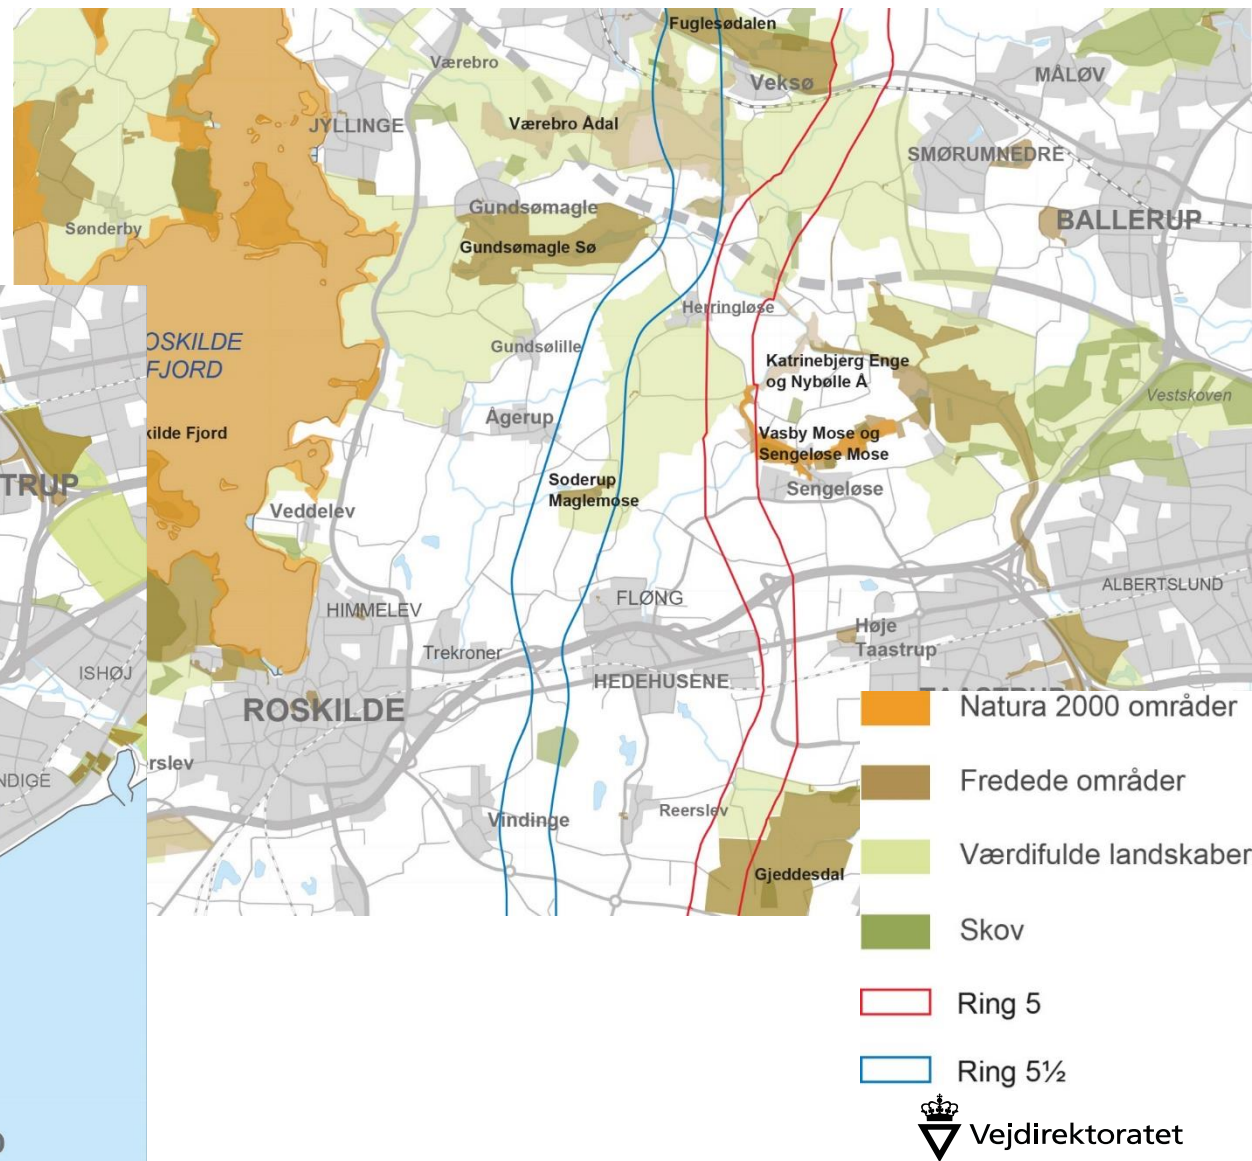 Fuglesødalen
Værebro
Veksø
MÅLØV
JYLLINGE
Værebro Ådal
SMØRUMNEDRE
Gundsømagle
Sønderby
BALLERUP
Gundsømagle Sø
Herringløse
OSKILDE
FJORD
Gundsølille
Katrinebjerg Enge
og Nybølle Å
Vestskoven
Ågerup
kilde Fjord
Vasby Mose og
Sengeløse Mose
TRUP
Soderup
Maglemose
Sengeløse
Veddelev
ALBERTSLUND
HIMMELEV
FLØNG
Høje
Taastrup
Trekroner
ISHØJ
HEDEHUSENE
TAASTRUP
ROSKILDE
Natura 2000 områder
rslev
NDIGE
Fredede områder
Reerslev
Vindinge
Værdifulde landskaber
Gjeddesdal
Skov
Ring 5
Ring 5½
Vejdirektoratet